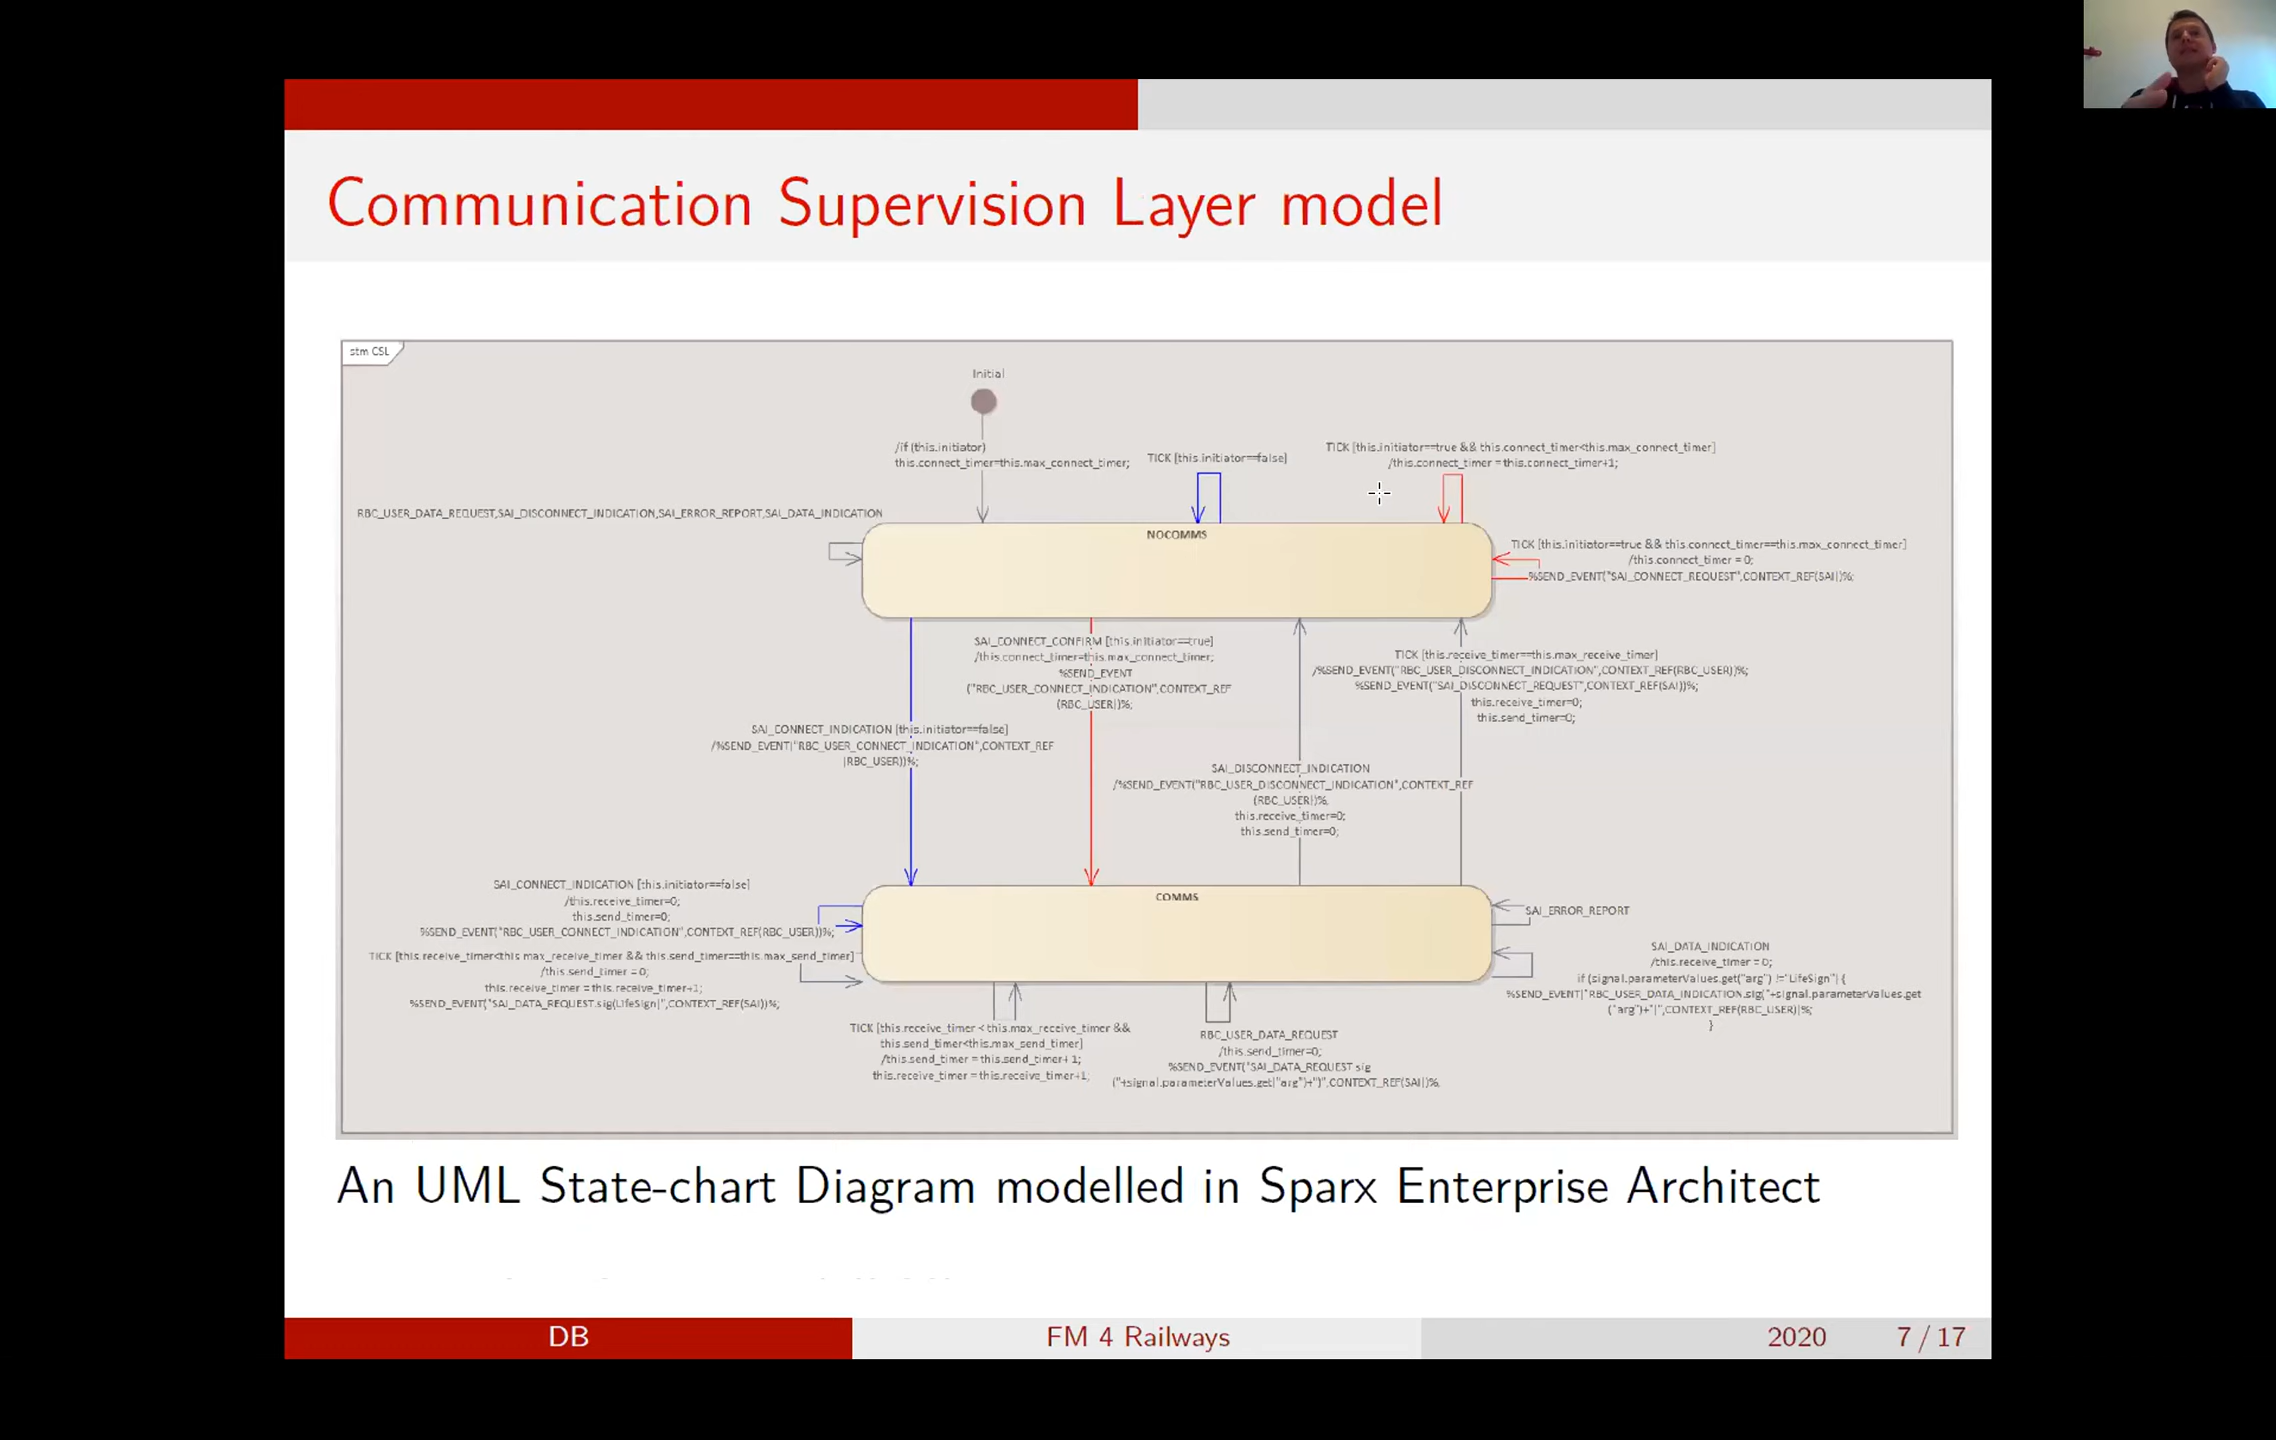 Communication Supervision Layer model
stm CSL
Initial
/if (this.initiator)
this.connect_timer=this.max_connect_timer;
TICK [this.initiator==false]
TICK [this.initiator==true && this.connect_timer<this.max_connect_timer]
/this.connect_timer = this.connect_timer+1;
RBC_USER_DATA_REQUEST,SAI_DISCONNECT_INDICATION,SAI_ERROR_REPORT,SAI_DATA_INDICATION
NOCOMMS
TICK [this.initiator==true && this.connect_timer==this.max_connect_timer]
/this.connect_timer = 0;
%SEND_EVENT("SAI_CONNECT_REQUEST",CONTEXT_REF(SAI))%;
SAI_CONNECT_CONFIRM [this.initiator==true]
/this.connect_timer=this.max_connect_timer;
%SEND_EVENT
("RBC_USER_CONNECT_INDICATION",CONTEXT_REF
(RBC_USER))%;
TICK [this.receive_timer==this.max_receive_timer]
/%SEND_EVENT("RBC_USER_DISCONNECT_INDICATION",CONTEXT_REF(RBC_USER))%;
%SEND_EVENT("SAI_DISCONNECT_REQUEST",CONTEXT_REF(SAI))%;
this.receive_timer=0;
this.send_timer=0;
SAI_CONNECT_INDICATION [this.initiator==false]
/%SEND_EVENT("RBC_USER_CONNECT_INDICATION",CONTEXT_REF
(RBC_USER))%;
SAI_DISCONNECT_INDICATION
/%SEND_EVENT("RBC_USER_DISCONNECT_INDICATION",CONTEXT_REF
(RBC_USER))%,
this.receive_timer=0;
this.send_timer=0;
SAI_CONNECT_INDICATION [this.initiator==false]
/this.receive_timer=0;
this.send_timer=0;
%SEND_EVENT("RBC_USER_CONNECT_INDICATION",CONTEXT_REF(RBC_USER))%;
TICK [this.receive_timer<this.max_receive_timer && this.send_timer==this.max_send_timer]
/this.send_timer = 0;
this.receive_timer = this.receive_timer+1;
%SEND_EVENT("SAI_DATA_REQUEST.sig(LifeSign)",CONTEXT_REF(SAI))%;
COMMS
SAI_ERROR_REPORT
SAI_DATA_INDICATION
/this.receive_timer = 0;
if (signal.parameterValues.get("arg") != "LifeSign") {
%SEND_EVENT("RBC_USER_DATA_INDICATION.sig("+signal.parameterValues.get
("arg")+")",CONTEXT_REF(RBC_USER))%;
}
TICK [this.receive_timer < this.max_receive_timer &&
this.send_timer<this.max_send_timer]
/this.send_timer = this.send_timer+1;
this.receive_timer = this.receive_timer+1;
RBC_USER_DATA_REQUEST
/this.send_timer=0;
%SEND_EVENT("SAI_DATA_REQUEST.sig
("+signal.parameterValues.get("arg")+")",CONTEXT_REF(SAI))%,
An UML State-chart Diagram modelled in Sparx Enterprise Architect
DB
FM 4 Railways
2020
7 / 17